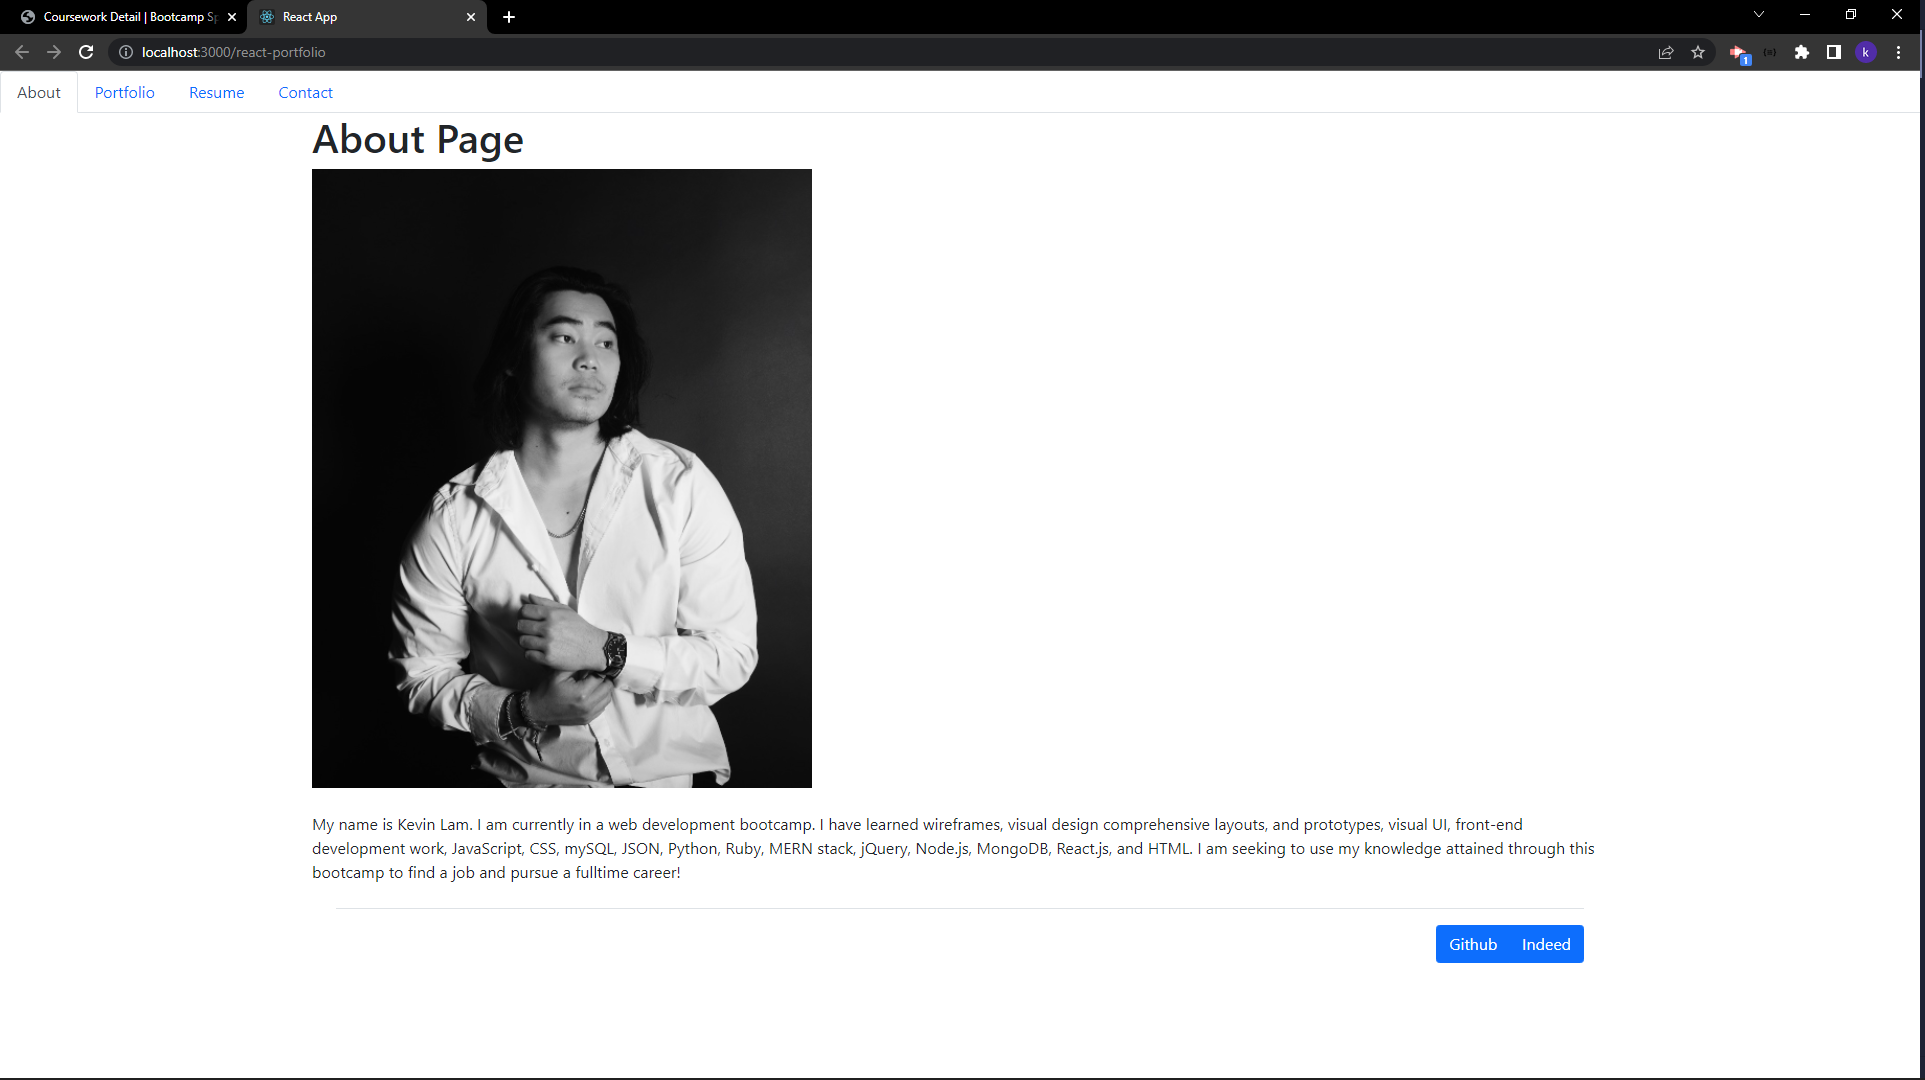 Coursework Detail | Bootcamp Sp
React App
localhost:3000/react-portfolio
1
k
About
Portfolio
Resume
Contact
About Page
My name is Kevin Lam. I am currently in a web development bootcamp. I have learned wireframes, visual design comprehensive layouts, and prototypes, visual UI, front-end
development work, JavaScript, CSS, mySQL, JSON, Python, Ruby, MERN stack, jQuery, Node.js, MongoDB, React.js, and HTML. I am seeking to use my knowledge attained through this
bootcamp to find a job and pursue a fulltime career!
Github
Indeed